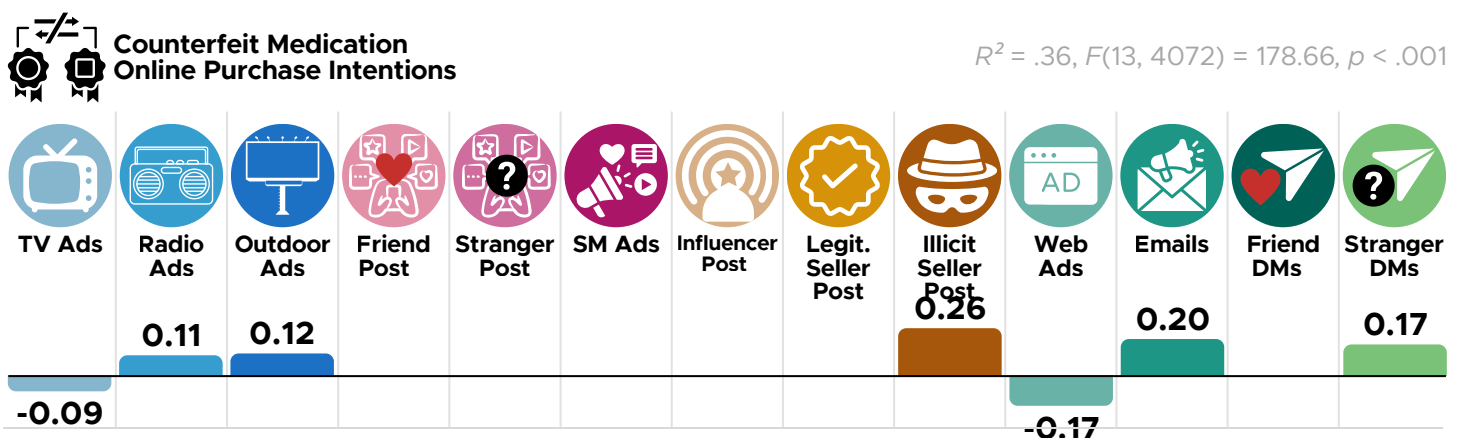 Counterfeit Medication
Online Purchase Intentions
R² = .36, F(13, 4072) = 178.66, p < .001
AD
?
?
TV Ads
Radio
Ads
Outdoor
Ads
Friend
Post
Stranger
Post
SM Ads
Influencer
Post
Legit.
Seller
Post
Illicit
Seller
Post
Web
Ads
Emails
Friend
DMs
Stranger
DMs
-0.09
0.11
0.12
0.26
-0.17
0.20
0.17